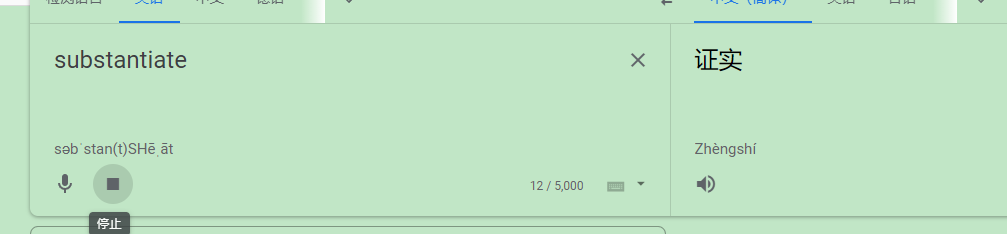 substantiate
证实
səbˈstan(t)SHēˌāt
Zhèngshí
12 / 5,000
停止